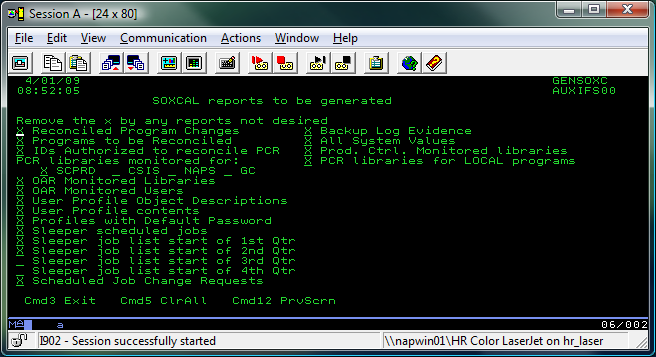 Session A - [24 x 80]
File Edit View Communication Actions Window Help
4/01/09 GENSOXC
08:52:05 AUXIFS00
SOXCAL reports to be generated
Remove the x by any reports not desired
X Reconciled Program Changes X Backup Log Evidence
X Programs to be Reconciled X All System Values
X IDs Authorized to reconcile PCR X Prod. Ctrl. Monitored libraries
PCR libraries monitored for: X PCR libraries for LOCAL programs
X SCPRD _ CSIS _ NAPS _ GC
X OAR Monitored Libraries
X OAR Monitored Users
X User Profile Object Descriptions
X User Profile contents
X Profiles with Default Password
X Sleeper scheduled jobs
X Sleeper job list start of 1st Qtr
X Sleeper job list start of 2nd Qtr
_ Sleeper job list start of 3rd Qtr
_ Sleeper job list start of 4th Qtr
X Scheduled Job Change Requests
Cmd3 Exit Cmd5 ClrAll Cmd12 PrvScrn
MA a 06/002
I902 - Session successfully started \\napwin01\HR Color LaserJet on hr_laser